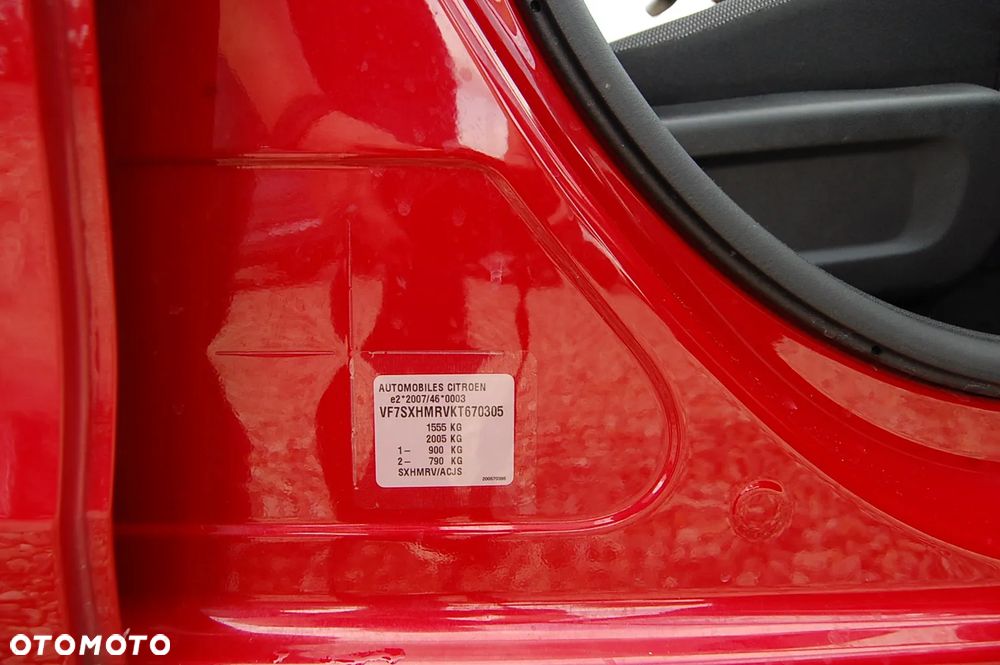 AUTOMOBILES CITROEN
e2*2007/46*0003
VF7SXHMRVKT670305
1555 KG
2005 KG
1- 900 KG
2- 790 KG
SXHMRV/ACJS
OTOMOTO